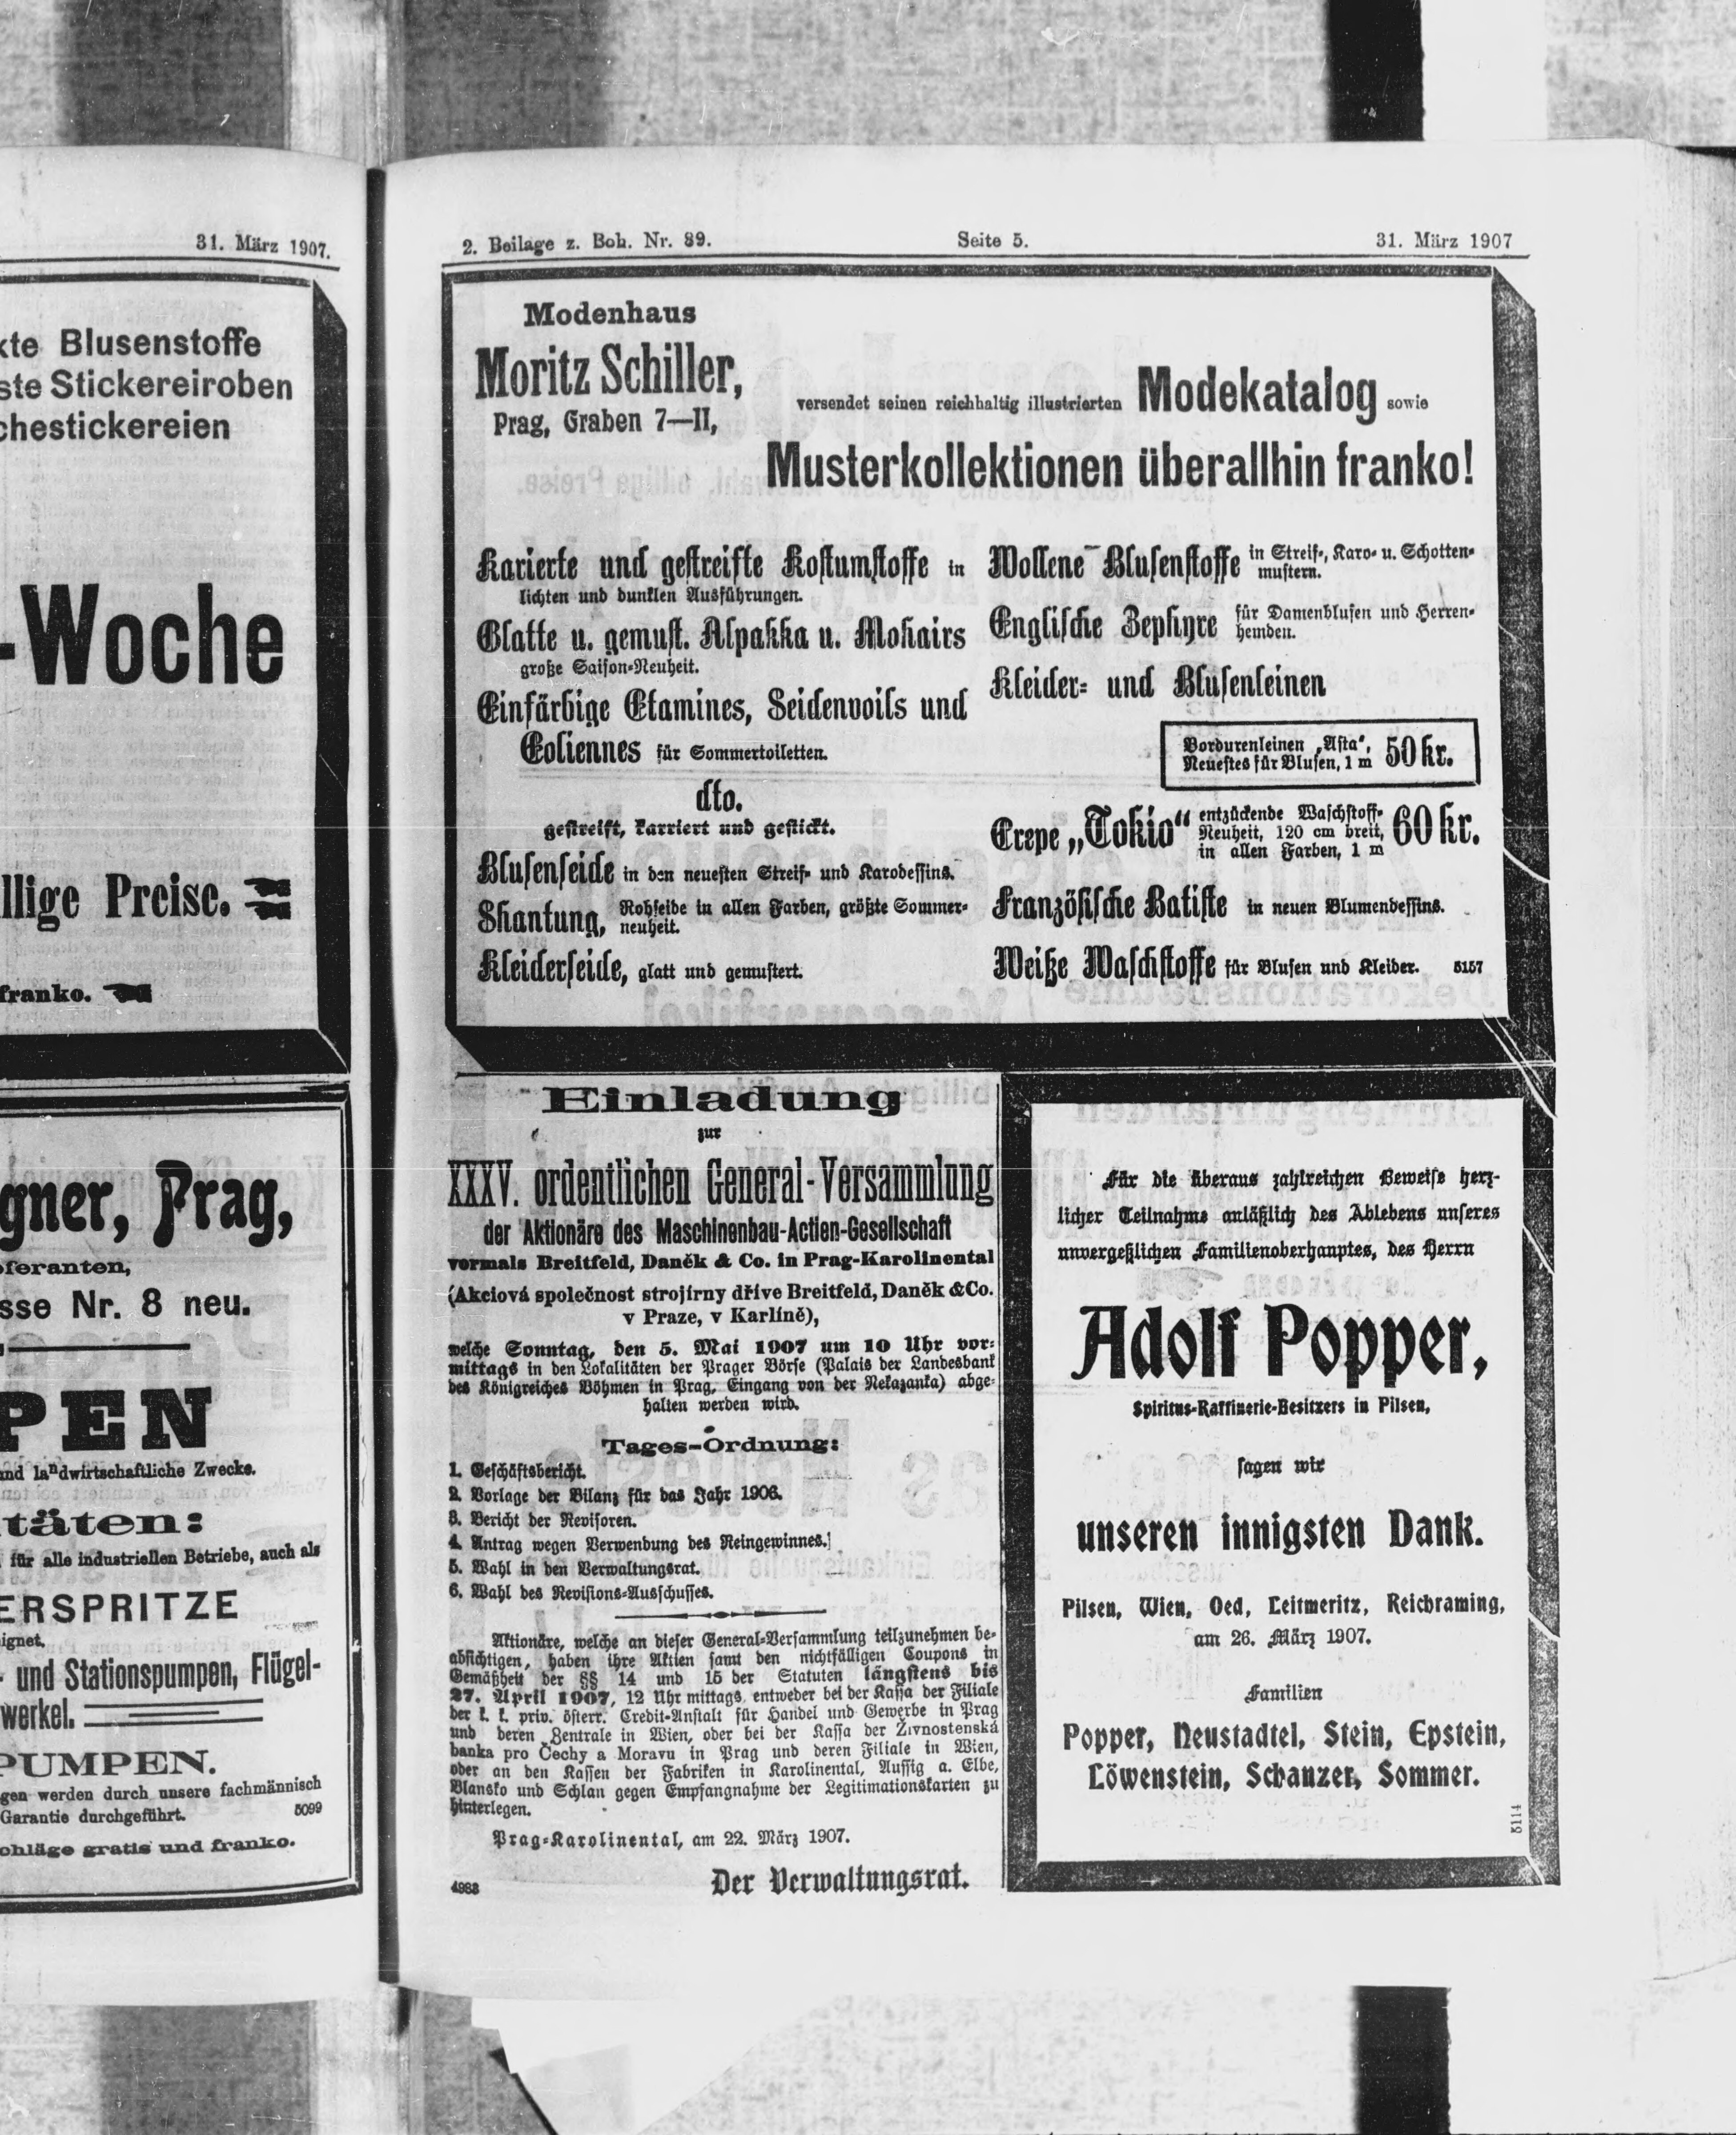 31. März 1907.
Blusenstoffe
Stickereiroben
-Woche
Preise.
franko.
Prag,
Nr. 8 neu.
landwirtschaftliche Zwecke.
für alle industriellen Betriebe, auch als
und Stationspumpen, Flügel-
PUMPEN.
werden durch unsere fachmännisch
Garantie durchgeführt. 5099
gratis und franko.
2. Beilage z. Boh. Nr. 89. Seite 5. 31. März 1907
Modenhaus
Moritz Schiller,
Prag, Graben 7—II,
versendet seinen reichhaltig illustrierten Modekatalog sowie
Musterkollektionen überallhin franko!
Karierte und gestreifte Kostumstoffe in
lichten und dunklen Ausführungen.
Glatte u. gemust. Alpakka u. Mohairs
große Saison-Neuheit.
Einfärbige Etamines, Seidenvoils und
Eoliennes für Sommertoiletten.
dto.
gestreift, karriert und gestickt.
Blusenseide in den neuesten Streif- und Karodessins.
Shantung, Rohseide in allen Farben, größte Sommer-
neuheit.
Kleiderseide, glatt und gemustert.
Wollene Blusenstoffe in Streif-, Karo- u. Schotten-
mustern.
Englische Zephyre für Damenblusen und Herren-
hemden.
Kleider- und Blusenleinen
Bordurenleinen „Asta“,
Neuestes für Blusen, 1 m 50 kr.
Crepe „Tokio“ entzückende Waschstoff-
Neuheit, 120 cm breit,
in allen Farben, 1 m 60 kr.
Französische Batiste in neuen Blumendessins.
Weiße Waschstoffe für Blusen und Kleider. 5157
Einladung
zur
XXXV. ordentlichen General-Versammlung
der Aktionäre des Maschinenbau-Actien-Gesellschaft
vormals Breitfeld, Daněk & Co. in Prag-Karolinental
(Akciová společnost strojírny dříve Breitfeld, Daněk & Co.
v Praze, v Karlíně),
welche Sonntag, den 5. Mai 1907 um 10 Uhr vor-
mittags in den Lokalitäten der Prager Börse (Palais der Landesbank
des Königreiches Böhmen in Prag, Eingang von der Nekazanka) abge-
halten werden wird.
Tages-Ordnung:
1. Geschäftsbericht.
2. Vorlage der Bilanz für das Jahr 1906.
3. Bericht der Revisoren.
4. Antrag wegen Verwendung des Reingewinnes.
5. Wahl in den Verwaltungsrat.
6. Wahl des Revisions-Ausschusses.
Aktionäre, welche an dieser General-Versammlung teilzunehmen be-
absichtigen, haben ihre Aktien samt den nichtfälligen Coupons in
Gemäßheit der §§ 14 und 15 der Statuten längstens bis
27. April 1907, 12 Uhr mittags, entweder bei der Kassa der Filiale
der k. k. priv. österr. Credit-Anstalt für Handel und Gewerbe in Prag
und deren Zentrale in Wien, oder bei der Kassa der Živnostenská
banka pro Čechy a Moravu in Prag und deren Filiale in Wien,
oder an den Kassen der Fabriken in Karolinental, Aussig a. Elbe,
Blansko und Schlan gegen Empfangnahme der Legitimationskarten zu
hinterlegen.
Prag-Karolinental, am 22. März 1907.
4983 Der Verwaltungsrat.
Für die überaus zahlreichen Beweise herz-
licher Teilnahme anläßlich des Ablebens unseres
unvergeßlichen Familienoberhauptes, des Herrn
Adolf Popper,
Spiritus-Raffinerie-Besitzers in Pilsen,
sagen wir
unseren innigsten Dank.
Pilsen, Wien, Oed, Leitmeritz, Reichraming,
am 26. März 1907.
Familien
Popper, Neustadtel, Stein, Epstein,
Löwenstein, Schanzer, Sommer.
5114